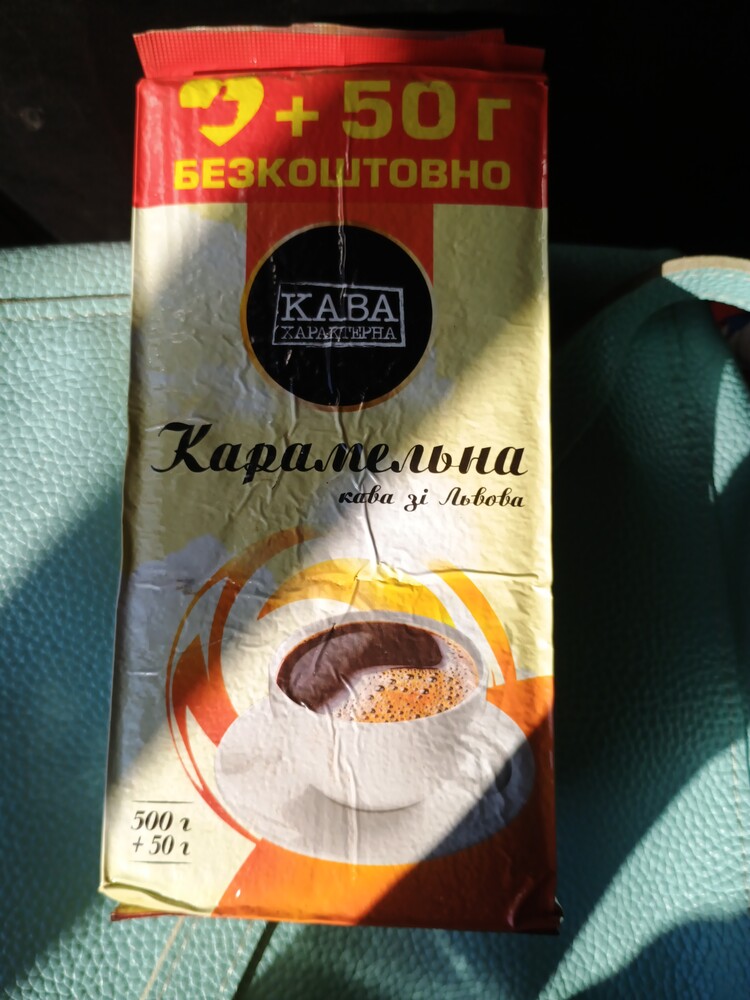 + 50 г
БЕЗКОШТОВНО
КАВА
ХАРАКТЕРНА
Карамельна
кава зі Львова
500 г
+ 50 г